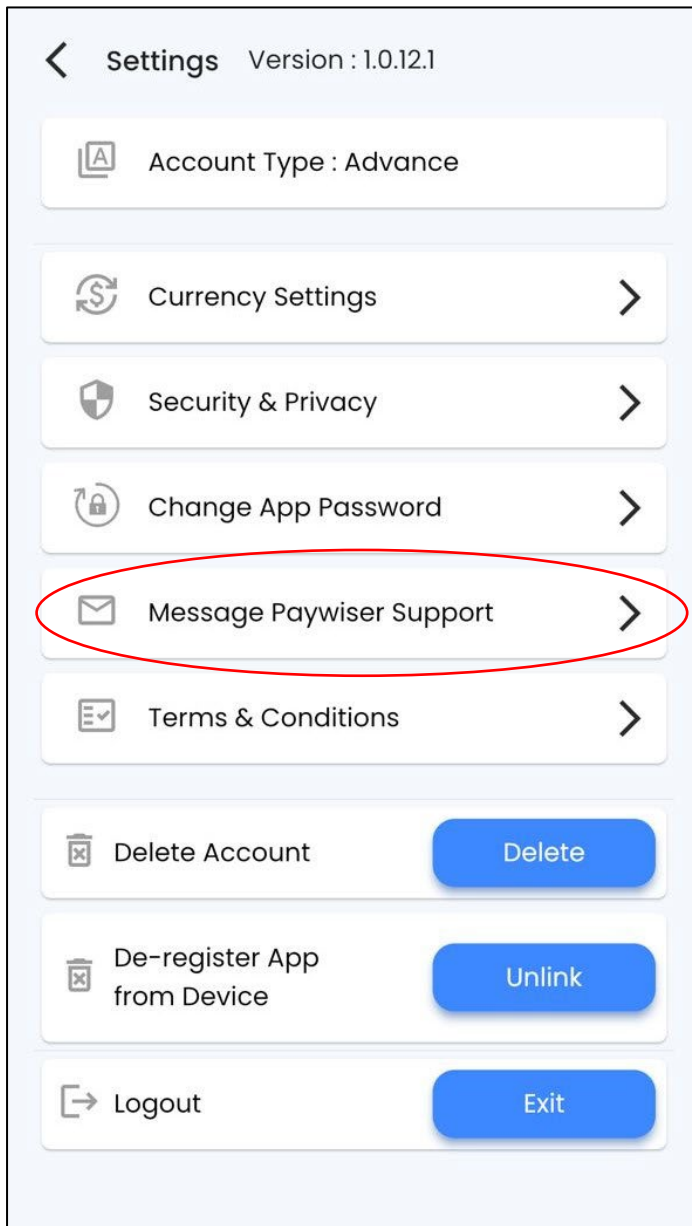 Settings Version : 1.0.12.1
Account Type : Advance
Currency Settings
Security & Privacy
Change App Password
Message Paywiser Support
Terms & Conditions
Delete Account Delete
De-register App
from Device
Unlink
Logout Exit